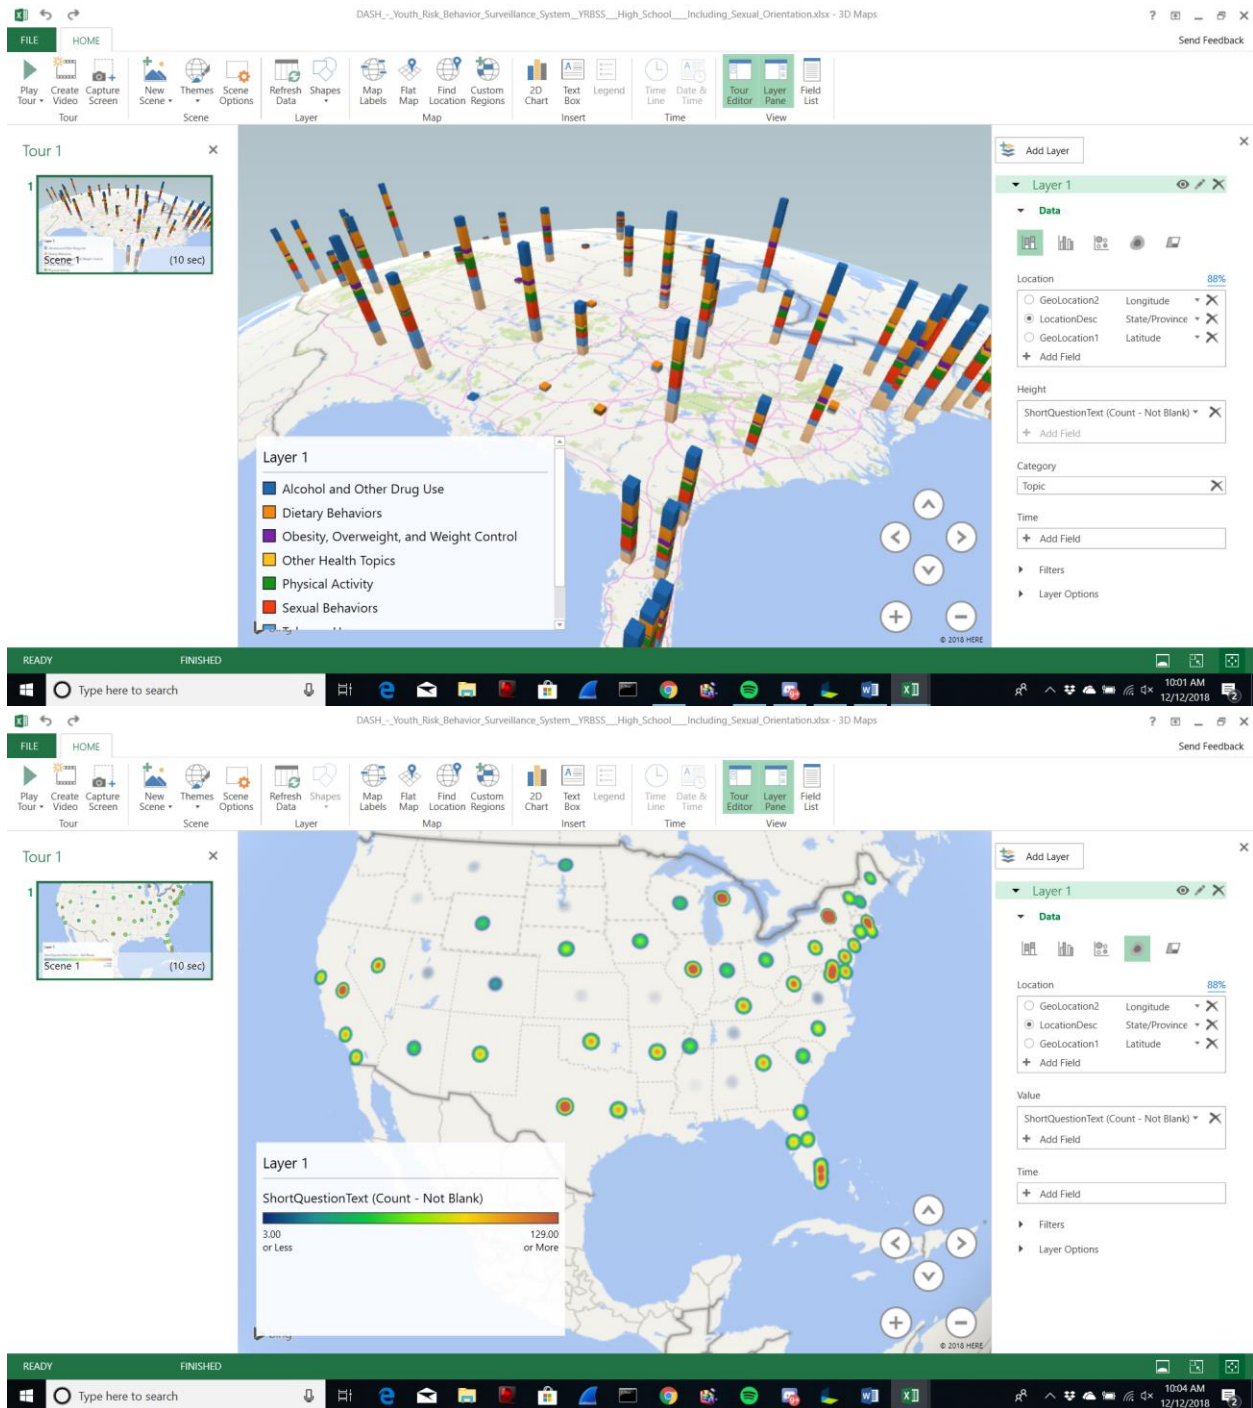 DASH_-_Youth_Risk_Behavior_Surveillance_System__YRBSS__High_School___Including_Sexual_Orientation.xlsx - 3D Maps
?
FILE HOME
Send Feedback
Play Tour Create Video Capture Screen New Scene Themes Scene Options Refresh Data Shapes Map Labels Flat Map Find Location Custom Regions 2D Chart Text Box Legend Time Line Date & Time Tour Editor Layer Pane Field List
Tour Scene Layer Map Insert Time View
Tour 1
1
Scene 1 (10 sec)
Layer 1
Alcohol and Other Drug Use
Dietary Behaviors
Obesity, Overweight, and Weight Control
Other Health Topics
Physical Activity
Sexual Behaviors
© 2018 HERE
Add Layer
Layer 1
Data
Location 88%
GeoLocation2 Longitude
LocationDesc State/Province
GeoLocation1 Latitude
+ Add Field
Height
ShortQuestionText (Count - Not Blank)
+ Add Field
Category
Topic
Time
+ Add Field
Filters
Layer Options
READY FINISHED
Type here to search
10:01 AM
12/12/2018
2
DASH_-_Youth_Risk_Behavior_Surveillance_System__YRBSS__High_School___Including_Sexual_Orientation.xlsx - 3D Maps
?
FILE HOME
Send Feedback
Play Tour Create Video Capture Screen New Scene Themes Scene Options Refresh Data Shapes Map Labels Flat Map Find Location Custom Regions 2D Chart Text Box Legend Time Line Date & Time Tour Editor Layer Pane Field List
Tour Scene Layer Map Insert Time View
Tour 1
1
Scene 1 (10 sec)
Layer 1
ShortQuestionText (Count - Not Blank)
3.00 129.00
or Less or More
© 2018 HERE
Add Layer
Layer 1
Data
Location 88%
GeoLocation2 Longitude
LocationDesc State/Province
GeoLocation1 Latitude
+ Add Field
Value
ShortQuestionText (Count - Not Blank)
+ Add Field
Time
+ Add Field
Filters
Layer Options
READY FINISHED
Type here to search
10:04 AM
12/12/2018
2